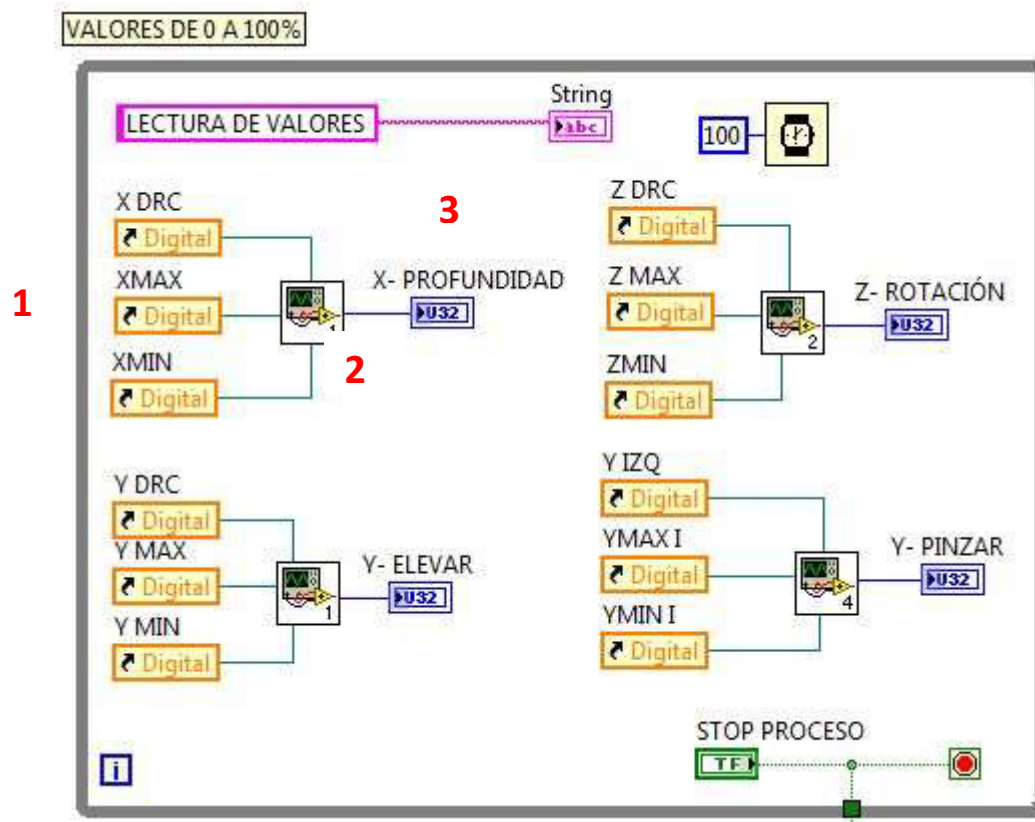 VALORES DE 0 A 100%
LECTURA DE VALORES
String
abc
100
X DRC
Digital
XMAX
Digital
XMIN
Digital
1
2
3
X- PROFUNDIDAD
U32
Z DRC
Digital
Z MAX
Digital
ZMIN
Digital
2
Z- ROTACIÓN
U32
Y DRC
Digital
Y MAX
Digital
Y MIN
Digital
1
Y- ELEVAR
U32
Y IZQ
Digital
YMAX I
Digital
YMIN I
Digital
4
Y- PINZAR
U32
STOP PROCESO
TF
i